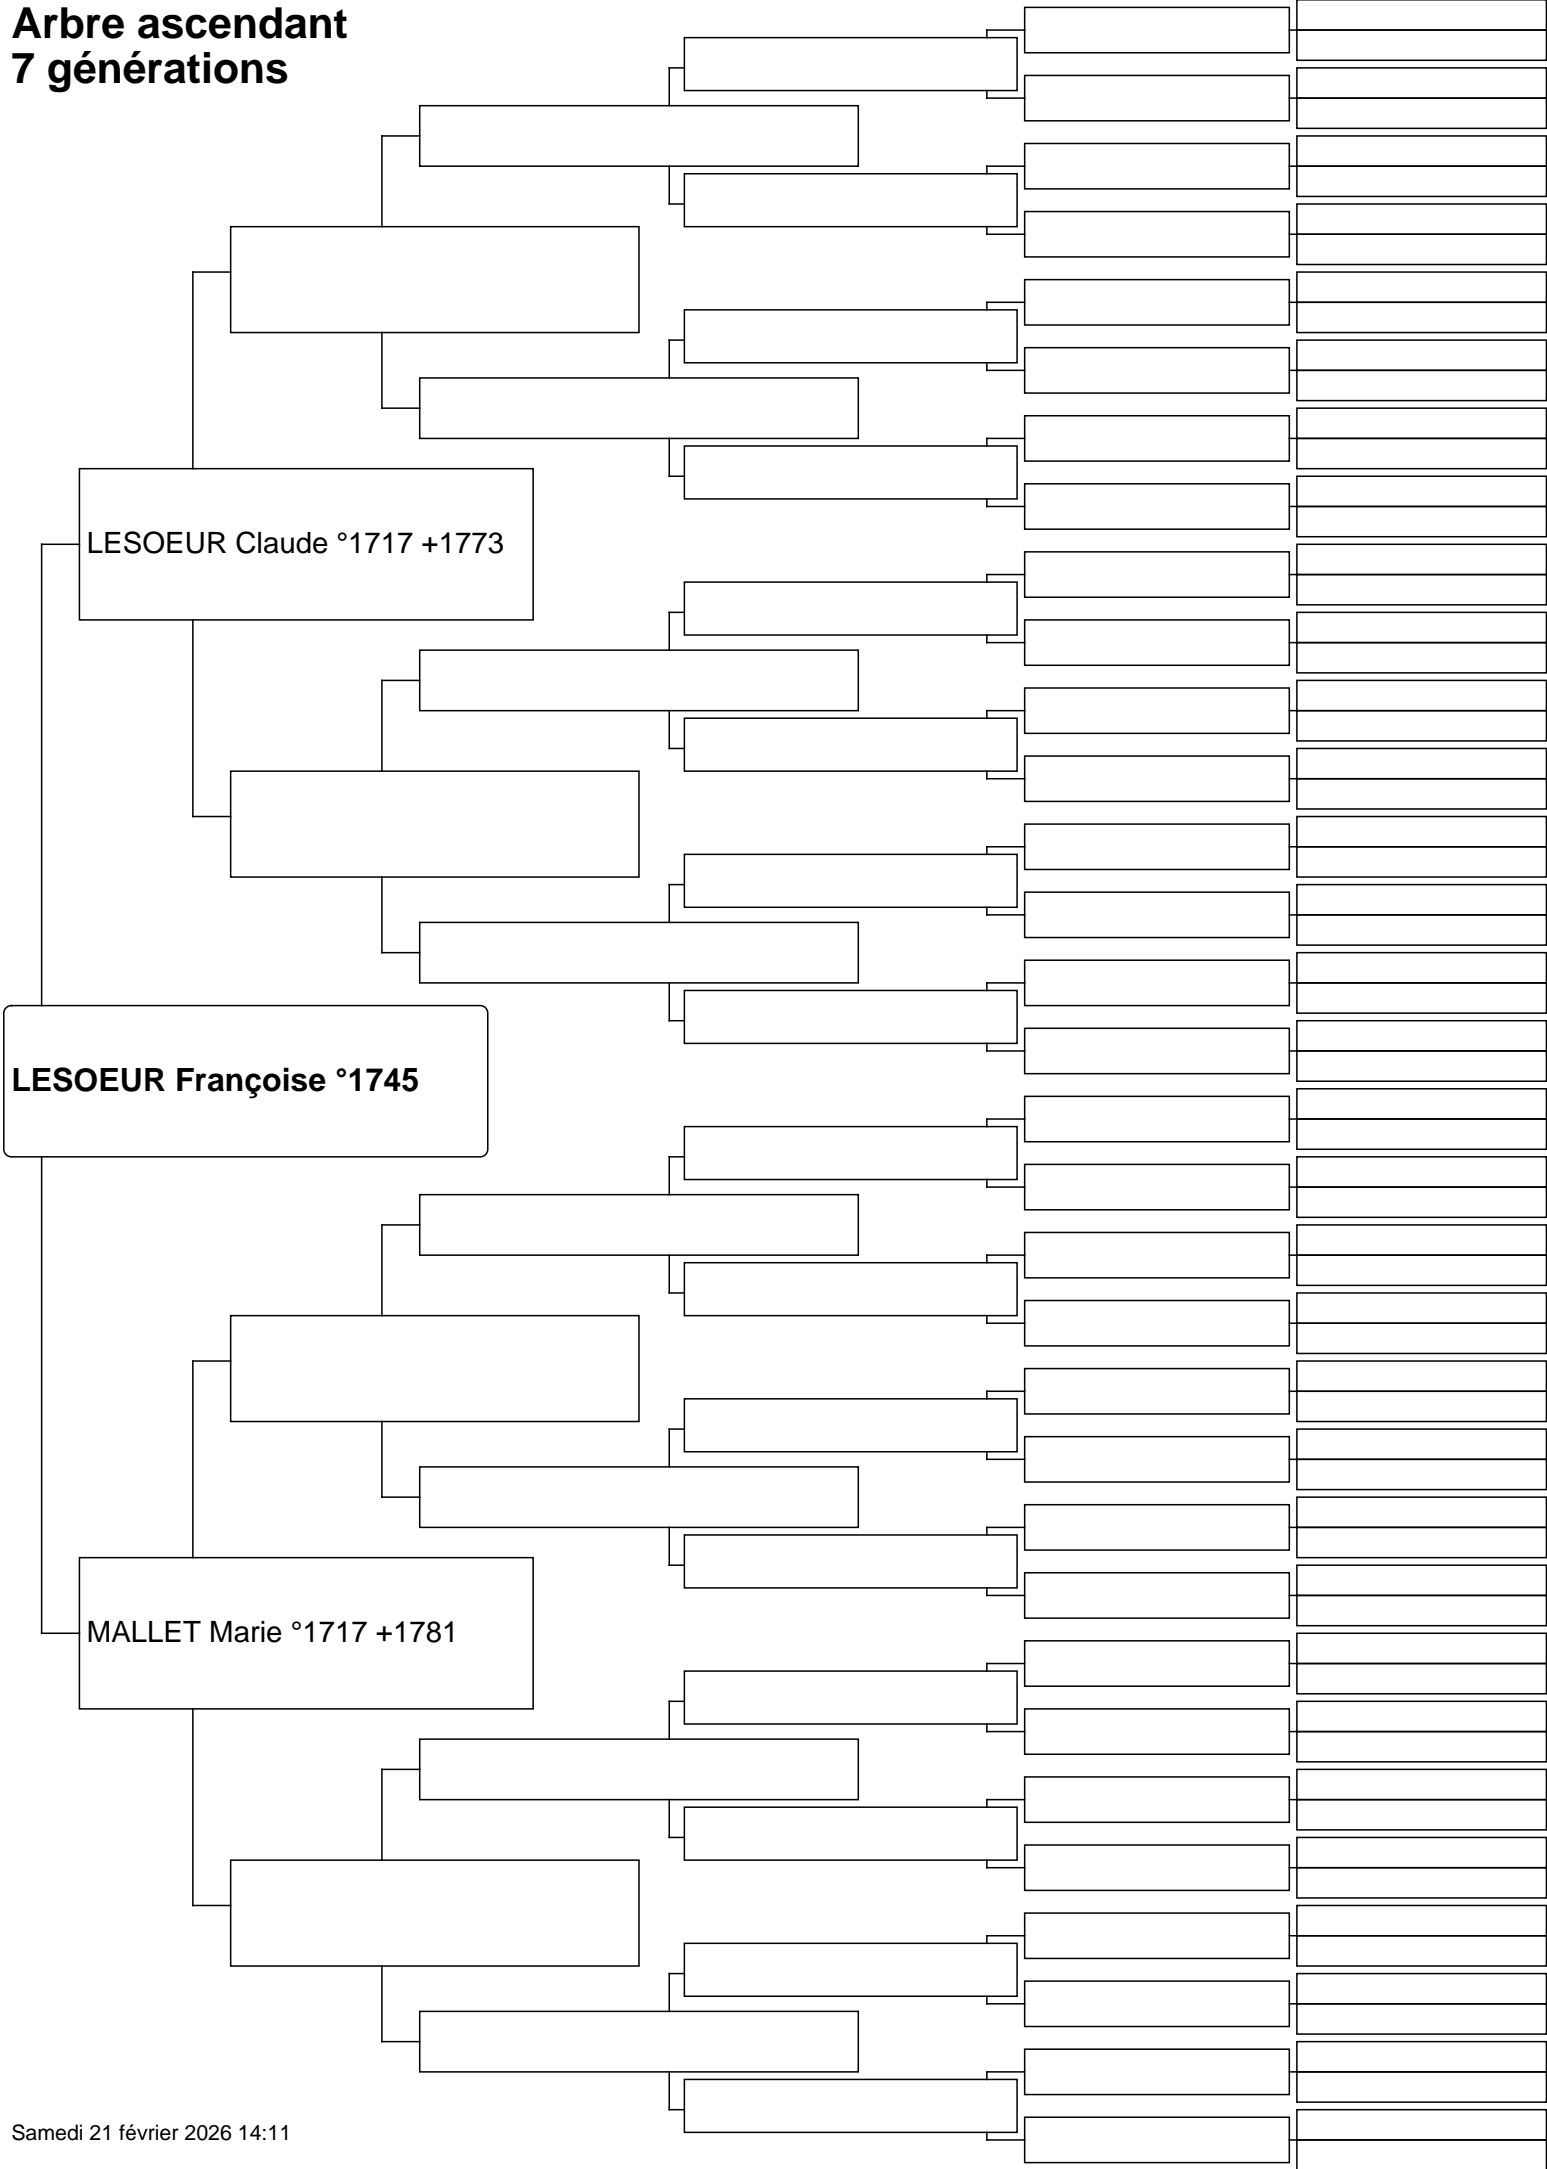 Arbre ascendant
7 générations
LESOEUR Claude °1717 +1773
LESOEUR Françoise °1745
MALLET Marie °1717 +1781
Samedi 21 février 2026 14:11